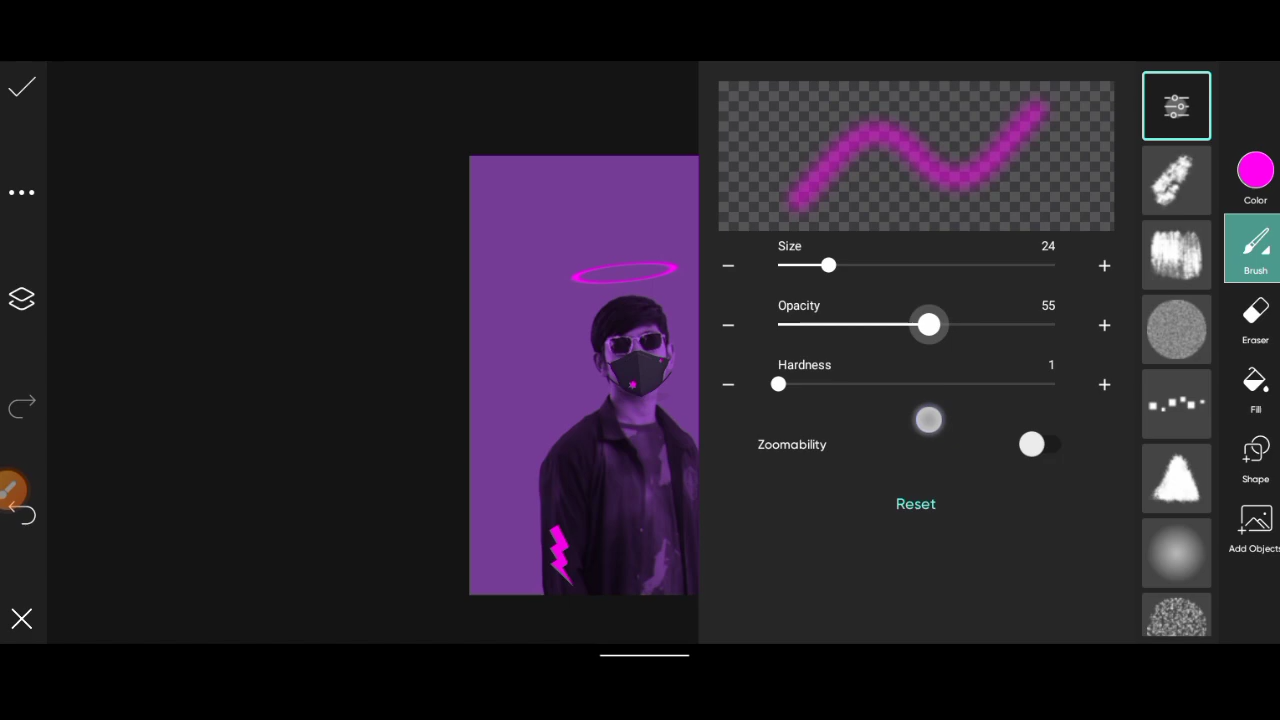 Size 24
Opacity 55
Hardness 1
Zoomability
Reset
Color
Brush
Eraser
Fill
Shape
Add Objects